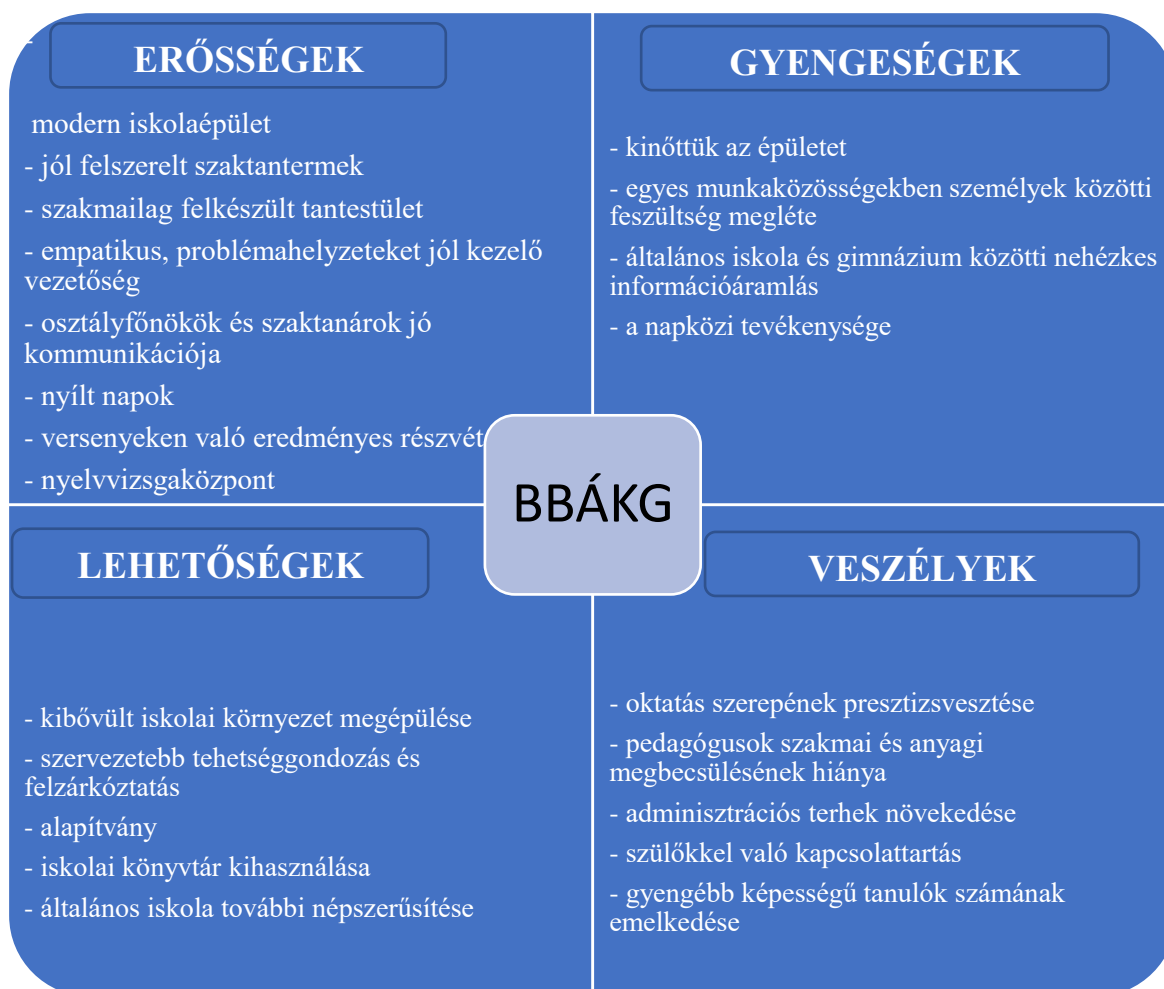 -
ERŐSSÉGEK
modern iskolaépület
- jól felszerelt szaktantermek
- szakmailag felkészült tantestület
- empatikus, problémahelyzeteket jól kezelő
vezetőség
- osztályfőnökök és szaktanárok jó
kommunikációja
- nyílt napok
- versenyeken való eredményes részvét
- nyelvvizsgaközpont
GYENGESÉGEK
- kinőttük az épületet
- egyes munkaközösségekben személyek közötti
feszültség megléte
- általános iskola és gimnázium közötti nehézkes
információáramlás
- a napközi tevékenysége
BBÁKG
LEHETŐSÉGEK
- kibővült iskolai környezet megépülése
- szervezetebb tehetséggondozás és
felzárkóztatás
- alapítvány
- iskolai könyvtár kihasználása
- általános iskola további népszerűsítése
VESZÉLYEK
- oktatás szerepének presztizsvesztése
- pedagógusok szakmai és anyagi
megbecsülésének hiánya
- adminisztrációs terhek növekedése
- szülőkkel való kapcsolattartás
- gyengébb képességű tanulók számának
emelkedése